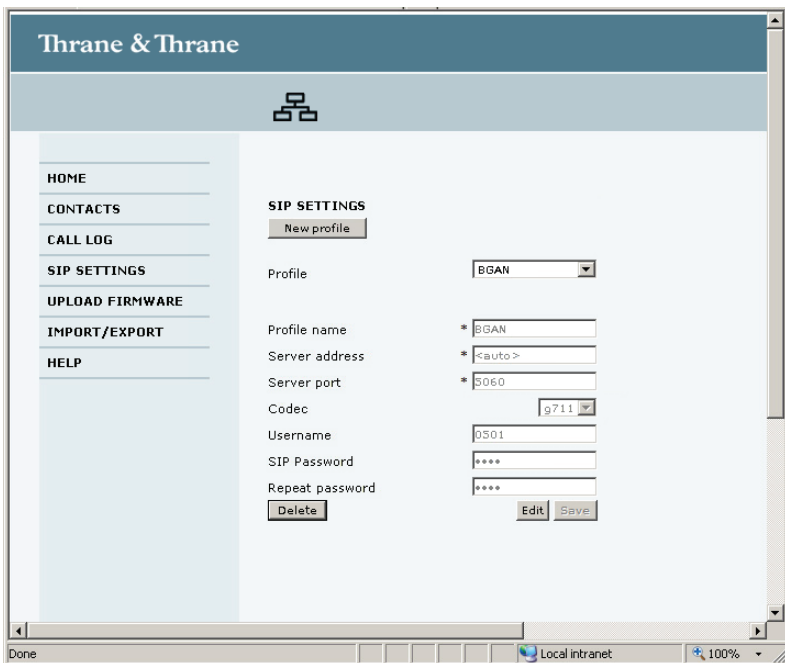 Thrane & Thrane
HOME
CONTACTS
CALL LOG
SIP SETTINGS
UPLOAD FIRMWARE
IMPORT/EXPORT
HELP
SIP SETTINGS
New profile
Profile BGAN
Profile name * BGAN
Server address * <auto>
Server port * 5060
Codec g711
Username 0501
SIP Password ••••
Repeat password ••••
Delete Edit Save
Done Local intranet 100%